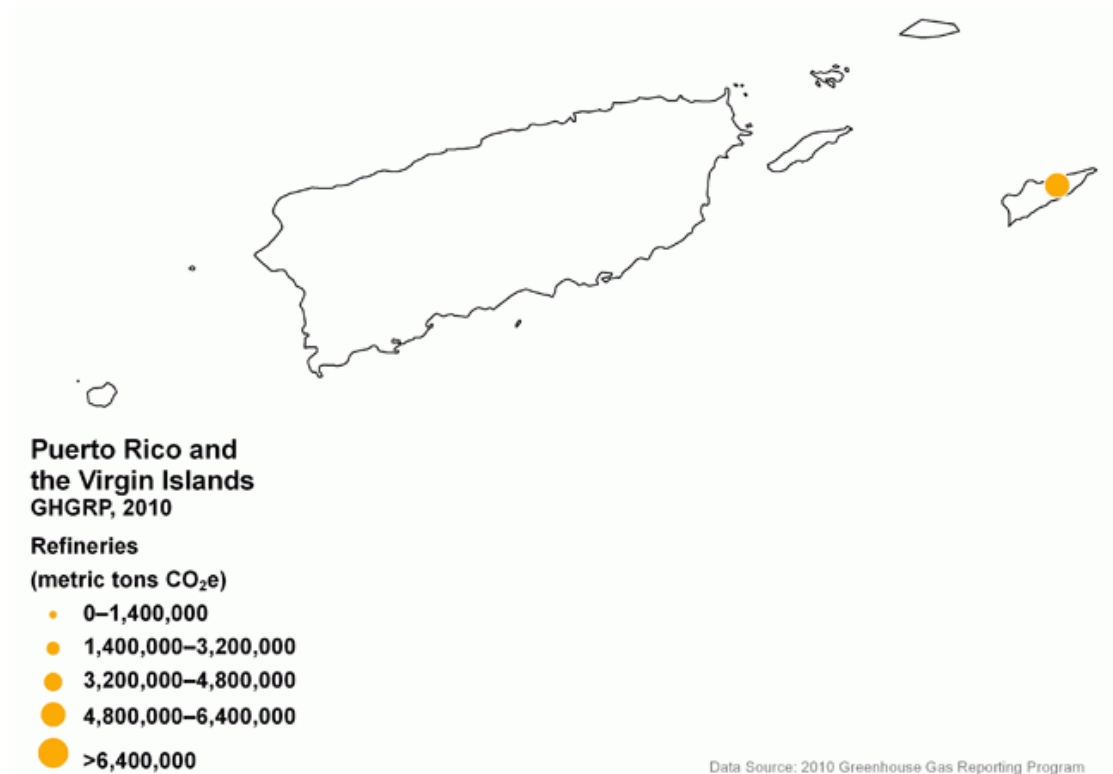 Puerto Rico and
the Virgin Islands
GHGRP, 2010
Refineries
(metric tons CO₂e)
0–1,400,000
1,400,000–3,200,000
3,200,000–4,800,000
4,800,000–6,400,000
>6,400,000
Data Source: 2010 Greenhouse Gas Reporting Program